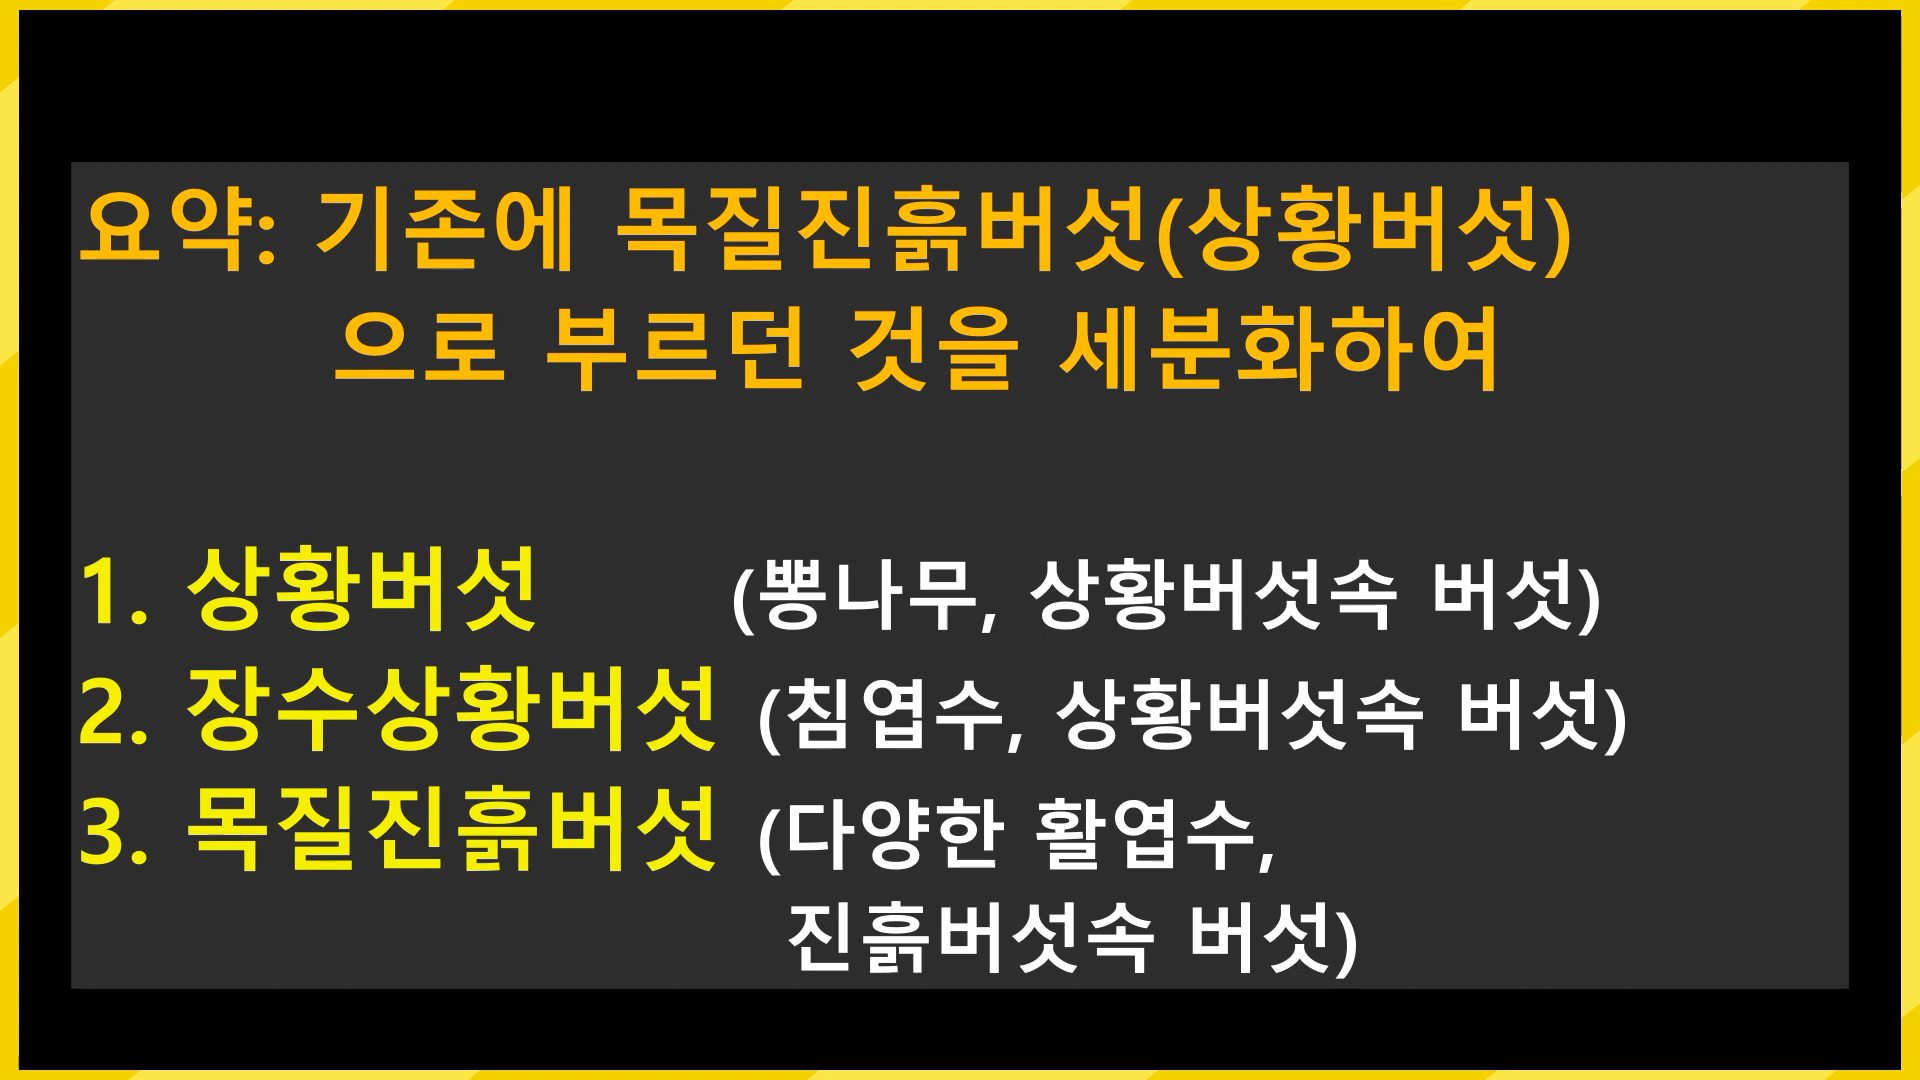 요약: 기존에 목질진흙버섯(상황버섯)
으로 부르던 것을 세분화하여
1. 상황버섯 (뽕나무, 상황버섯속 버섯)
2. 장수상황버섯 (침엽수, 상황버섯속 버섯)
3. 목질진흙버섯 (다양한 활엽수,
진흙버섯속 버섯)